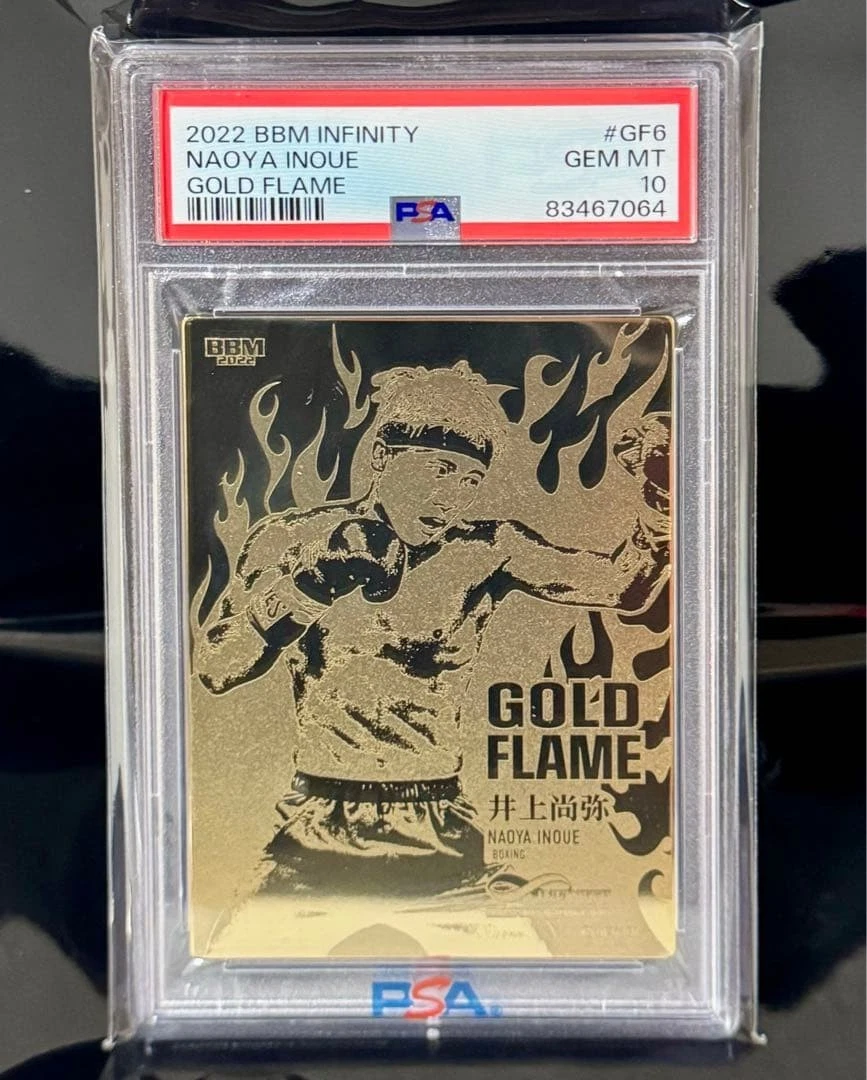 2022 BBM INFINITY #GF6
NAOYA INOUE GEM MT
GOLD FLAME 10
PSA 83467064
BBM
2022
GOLD
FLAME
井上尚弥
NAOYA INOUE
BOXING
PSA